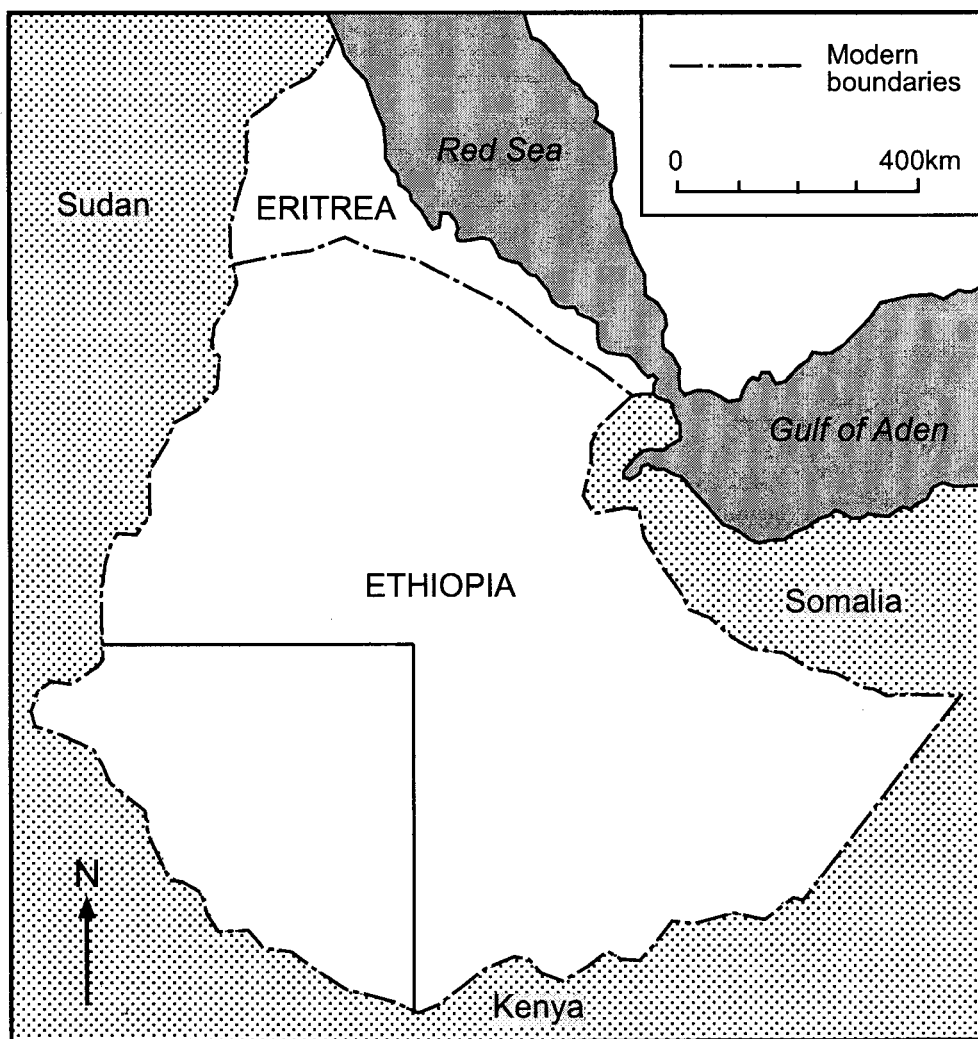 Modern
boundaries
Red Sea
0 400km
Sudan
ERITREA
Gulf of Aden
ETHIOPIA
Somalia
N
Kenya